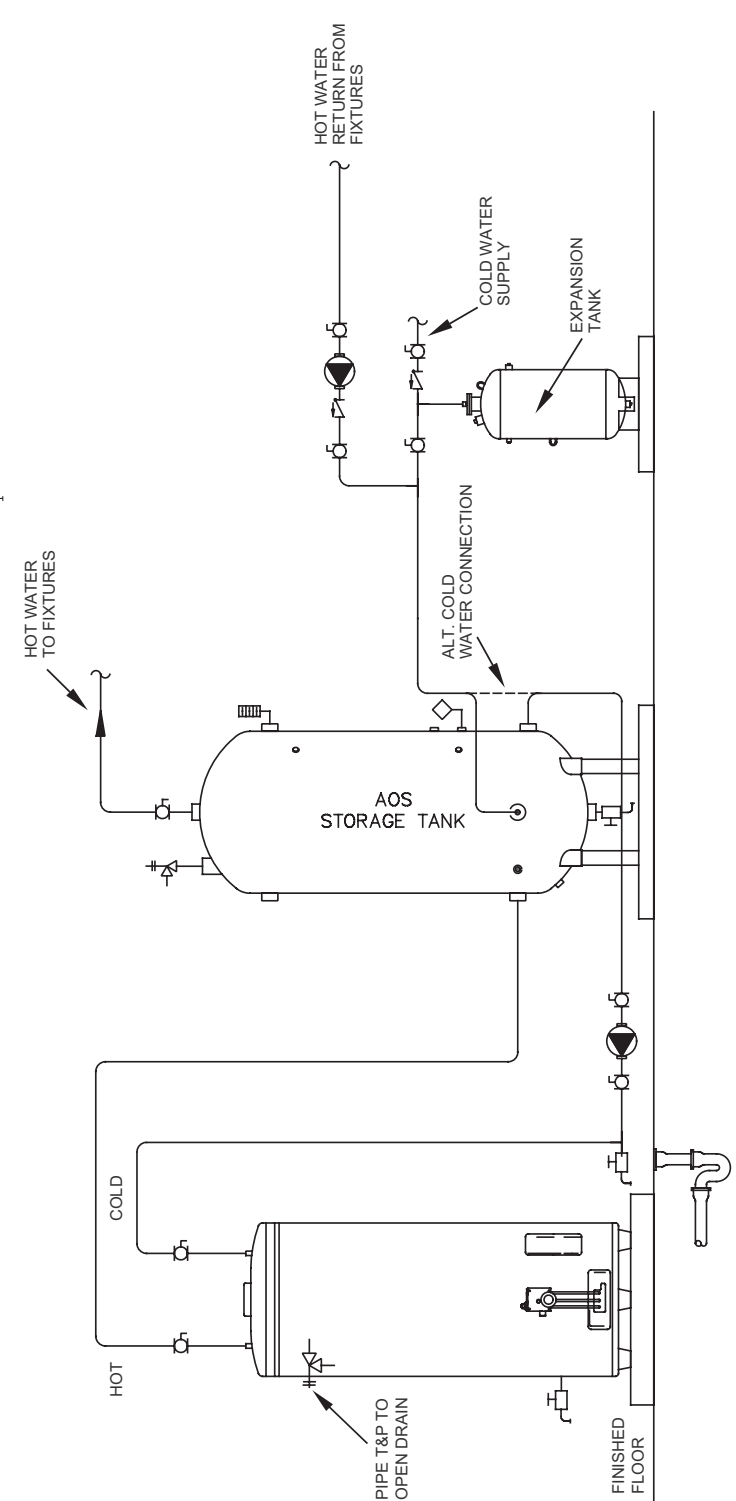 PIPE T&P TO
OPEN DRAIN
HOT
COLD
FINISHED
FLOOR
HOT WATER
TO FIXTURES
AOS
STORAGE TANK
ALT. COLD
WATER CONNECTION
HOT WATER
RETURN FROM
FIXTURES
COLD WATER
SUPPLY
EXPANSION
TANK